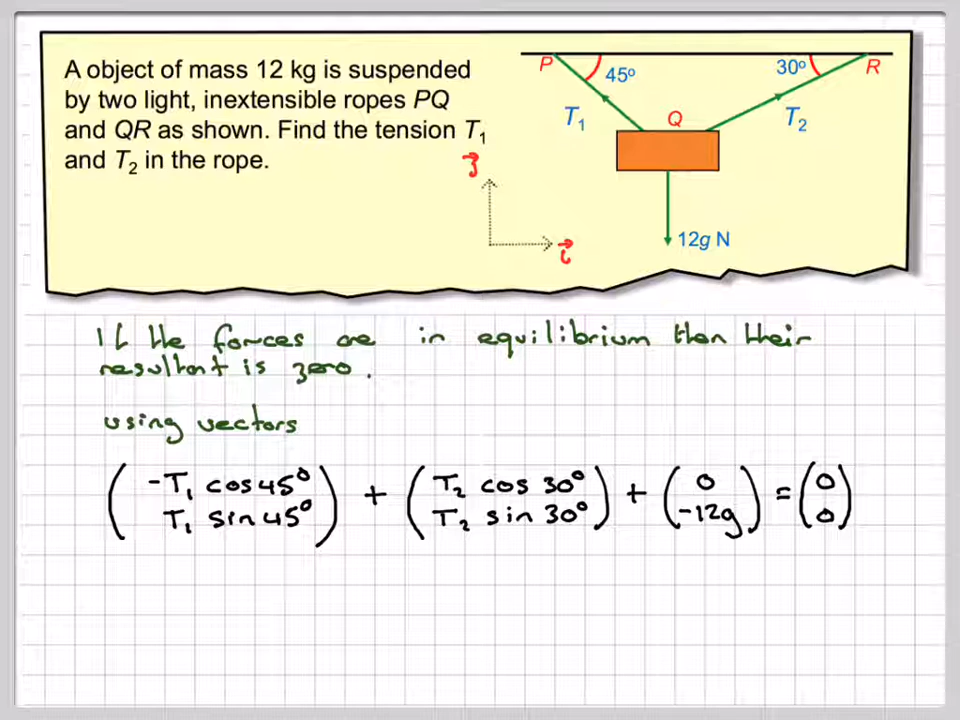 A object of mass 12 kg is suspended
by two light, inextensible ropes PQ
and QR as shown. Find the tension T₁
and T₂ in the rope.
P 45° 30° R
T₁ Q T₂
12g N
j⃗
i⃗
If the forces are in equilibrium then their
resultant is zero.
using vectors
(-T₁ cos 45°) + (T₂ cos 30°) + (0) = (0)
(T₁ sin 45°) (T₂ sin 30°) (-12g) (0)